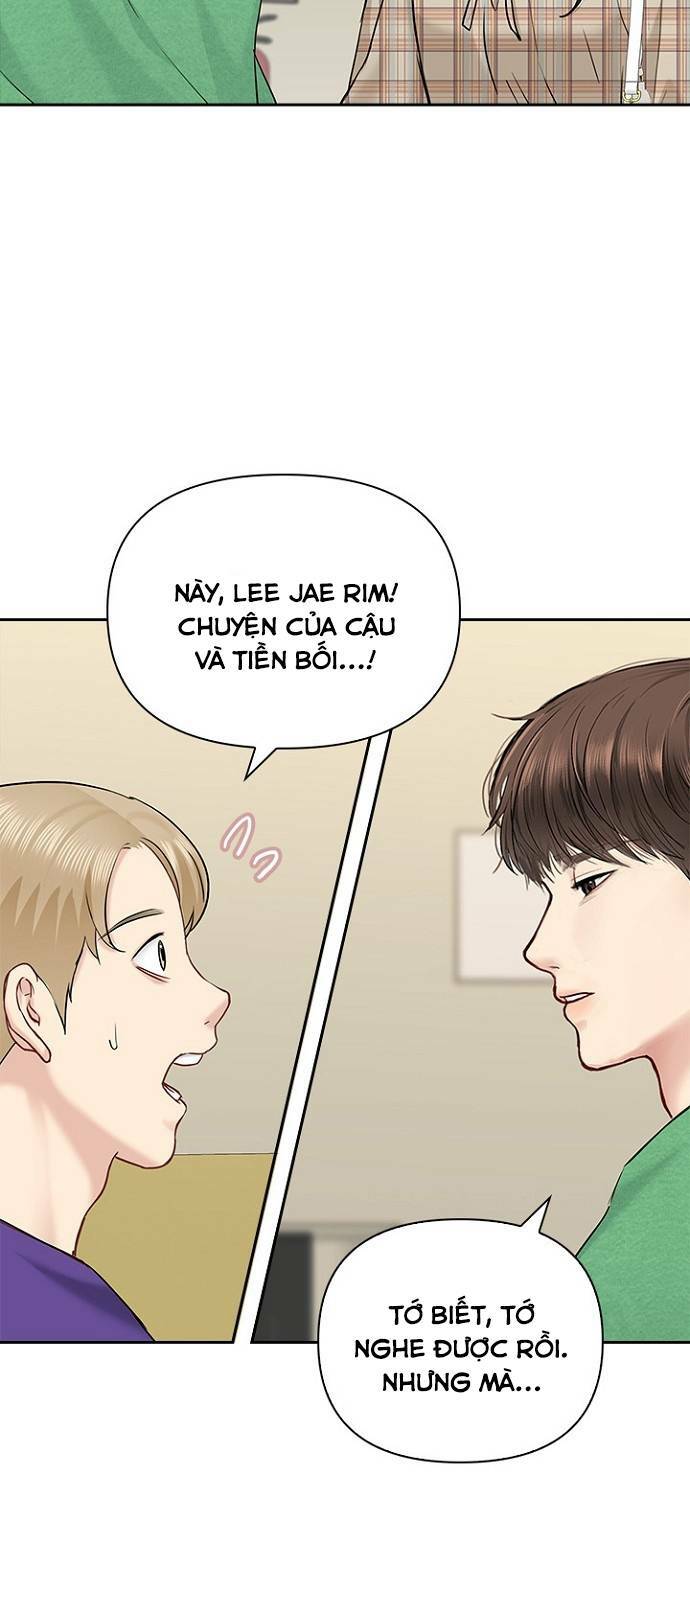 NÀY, LEE JAE RIM!
CHUYỆN CỦA CẬU
VÀ TIỀN BỐI...!
TỚ BIẾT, TỚ
NGHE ĐƯỢC RỒI.
NHƯNG MÀ...